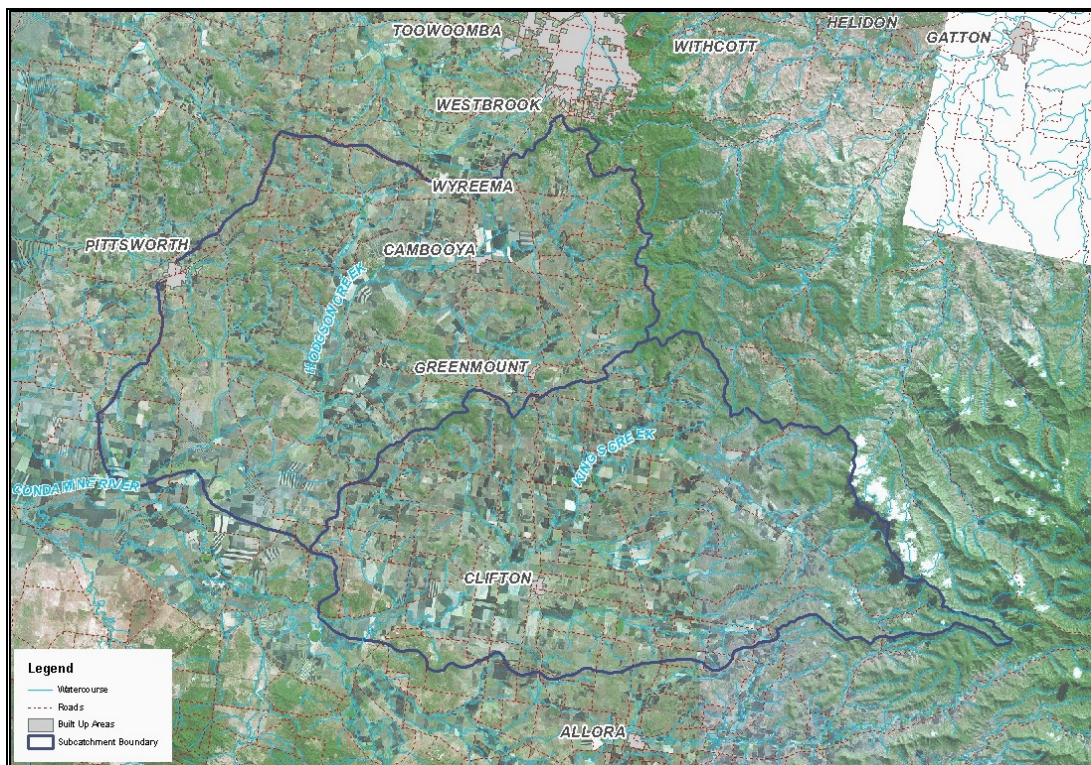 TOOWOOMBA
HELIDON
WITHCOTT
GATTON
WESTBROOK
WYREEMA
PITTSWORTH
CAMBOOYA
HODGSON CREEK
GREENMOUNT
KING S CREEK
CONDAMINE RIVER
CLIFTON
ALLORA
Legend
Watercourse
Roads
Built Up Areas
Subcatchment Boundary